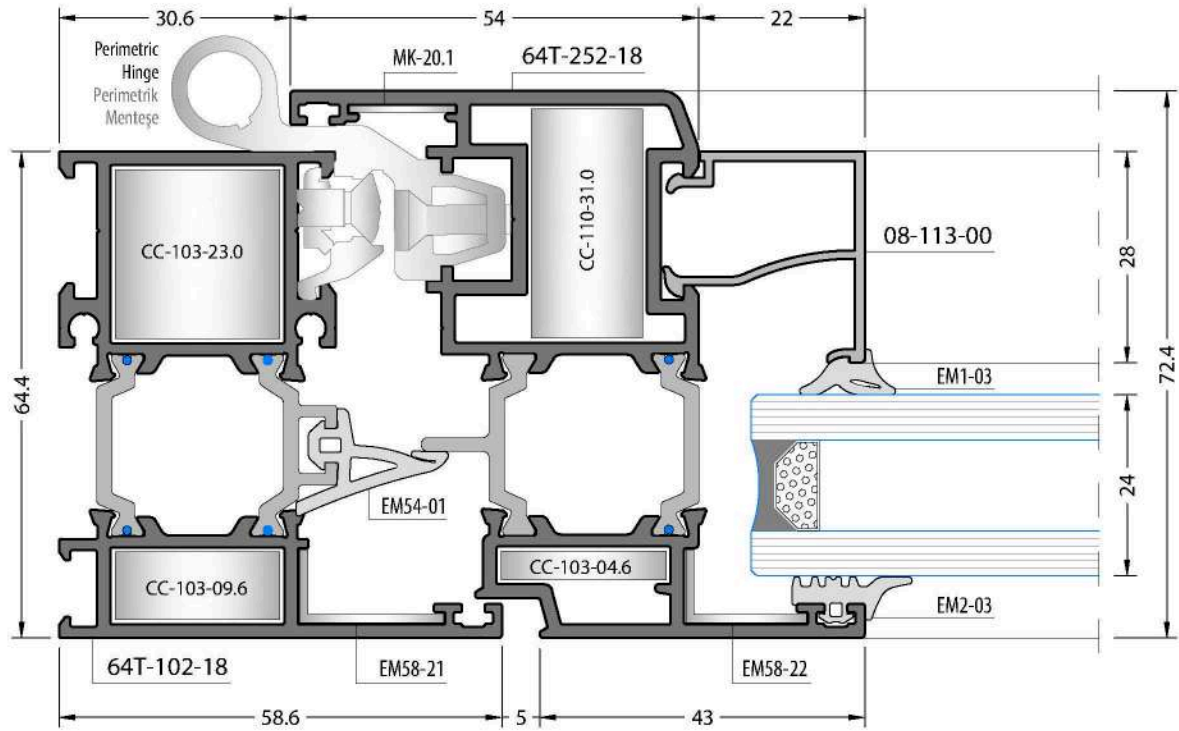 30.6
54
22
Perimetric
Hinge
Perimetrik
Menteşe
MK-20.1
64T-252-18
CC-103-23.0
CC-110-31.0
08-113-00
28
72.4
64.4
EM1-03
24
EM54-01
CC-103-09.6
CC-103-04.6
EM2-03
64T-102-18
EM58-21
EM58-22
58.6
5
43